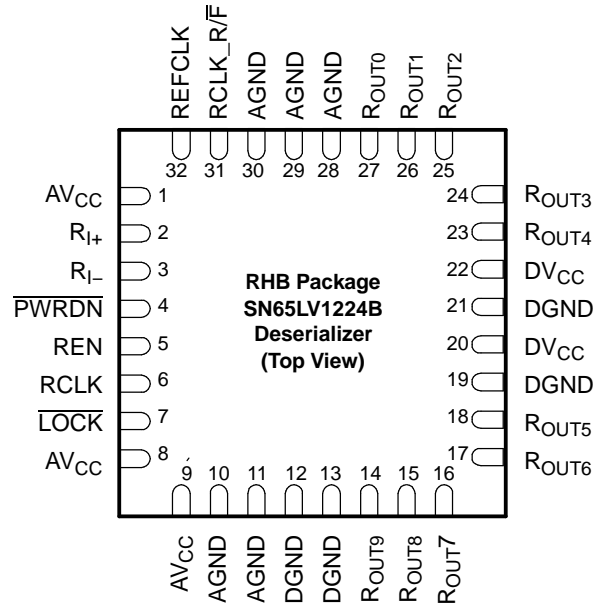 REFCLK
RCLK_R/F̅
AGND
AGND
AGND
ROUT0
ROUT1
ROUT2
32 31 30 29 28 27 26 25
AVCC 1
RI+ 2
RI– 3
P̅W̅R̅D̅N̅ 4
REN 5
RCLK 6
L̅O̅C̅K̅ 7
AVCC 8
RHB Package
SN65LV1224B
Deserializer
(Top View)
24 ROUT3
23 ROUT4
22 DVCC
21 DGND
20 DVCC
19 DGND
18 ROUT5
17 ROUT6
9 10 11 12 13 14 15 16
AVCC
AGND
AGND
DGND
DGND
ROUT9
ROUT8
ROUT7